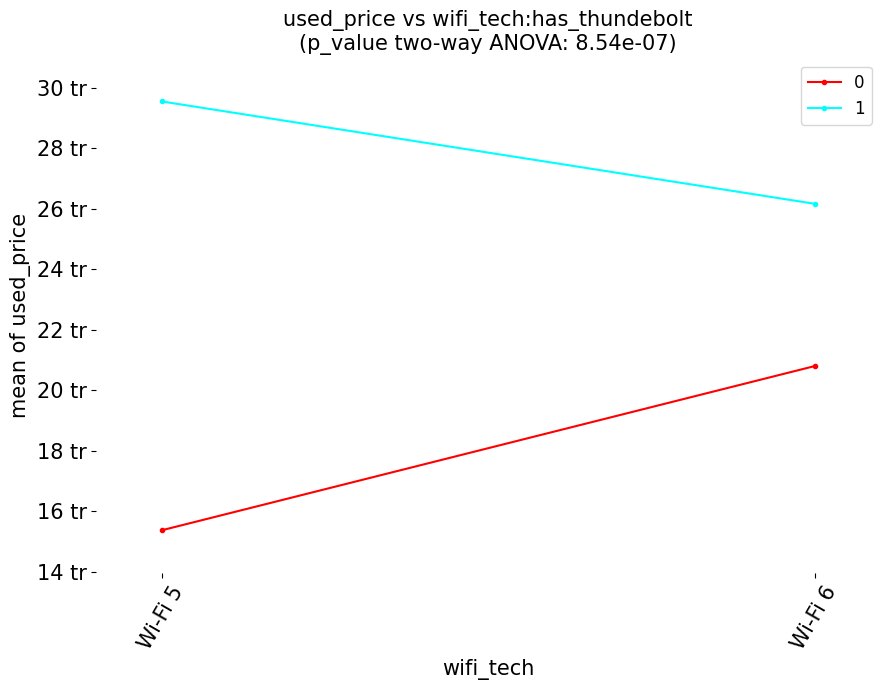 used_price vs wifi_tech:has_thundebolt
(p_value two-way ANOVA: 8.54e-07)
0
1
30 tr
28 tr
26 tr
24 tr
22 tr
20 tr
18 tr
16 tr
14 tr
mean of used_price
Wi-Fi 5
Wi-Fi 6
wifi_tech